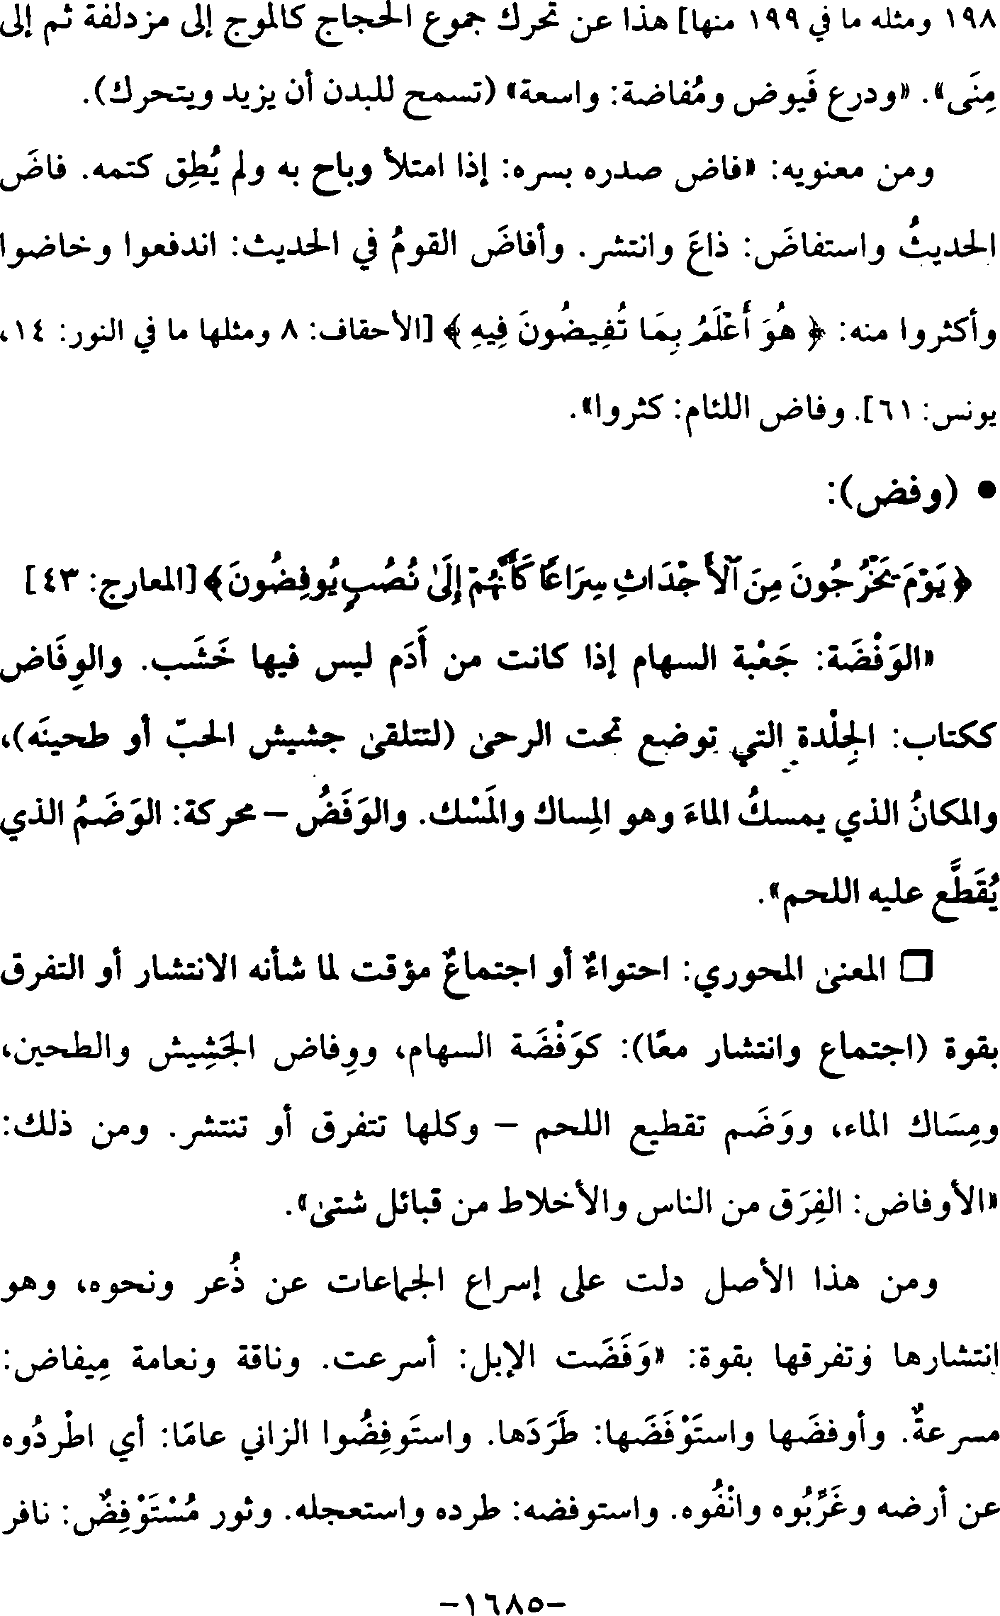 ١٩٨ ومثله ما في ١٩٩ منها] هذا عن تحرك جموع الحجاج كالموج إلى مزدلفة ثم إلى
مِنَى». «ودرع فَيوض ومُفاضة: واسعة» (تسمح للبدن أن يزيد ويتحرك).
ومن معنويه: «فاض صدره بسره: إذا امتلأ وباح به ولم يُطِق كتمه. فاضَ
الحديثُ واستفاضَ: ذاعَ وانتشر. وأفاضَ القومُ في الحديث: اندفعوا وخاضوا
وأكثروا منه: ﴿ هُوَ أَعْلَمُ بِمَا تُفِيضُونَ فِيهِ ﴾ [الأحقاف: ٨ ومثلها ما في النور: ١٤،
يونس: ٦١]. وفاض اللئام: كثروا».
• (وفض):
﴿ يَوْمَ يَخْرُجُونَ مِنَ ٱلْأَجْدَاثِ سِرَاعًا كَأَنَّهُمْ إِلَىٰ نُصُبٍ يُوفِضُونَ ﴾ [المعارج: ٤٣]
«الوَفْضَة: جَعْبة السهام إذا كانت من أَدَم ليس فيها خَشَب. والوِفَاض
ككتاب: الجِلْدة التي توضع تحت الرحى (لتتلقى جشيش الحبّ أو طحينَه)،
والمكانُ الذي يمسكُ الماءَ وهو المِساك والمَسْك. والوَفَضُ – محركة: الوَضَمُ الذي
يُقَطَّع عليه اللحم».
□ المعنى المحوري: احتواءٌ أو اجتماعٌ مؤقت لما شأنه الانتشار أو التفرق
بقوة (اجتماع وانتشار معًا): كوَفْضَة السهام، ووِفاض الجَشِيش والطحين،
ومِسَاك الماء، ووَضَم تقطيع اللحم – وكلها تتفرق أو تنتشر. ومن ذلك:
«الأوفاض: الفِرَق من الناس والأخلاط من قبائل شتى».
ومن هذا الأصل دلت على إسراع الجماعات عن ذُعر ونحوه، وهو
انتشارها وتفرقها بقوة: «وَفَضَت الإبل: أسرعت. وناقة ونعامة مِيفاض:
مسرعةٌ. وأوفضَها واستَوْفَضَها: طَرَدَها. واستَوفِضُوا الزاني عامًا: أي اطْردُوه
عن أرضه وغَرِّبُوه وانْفُوه. واستوفضه: طرده واستعجله. وثور مُسْتَوْفِضٌ: نافر
–١٦٨٥–